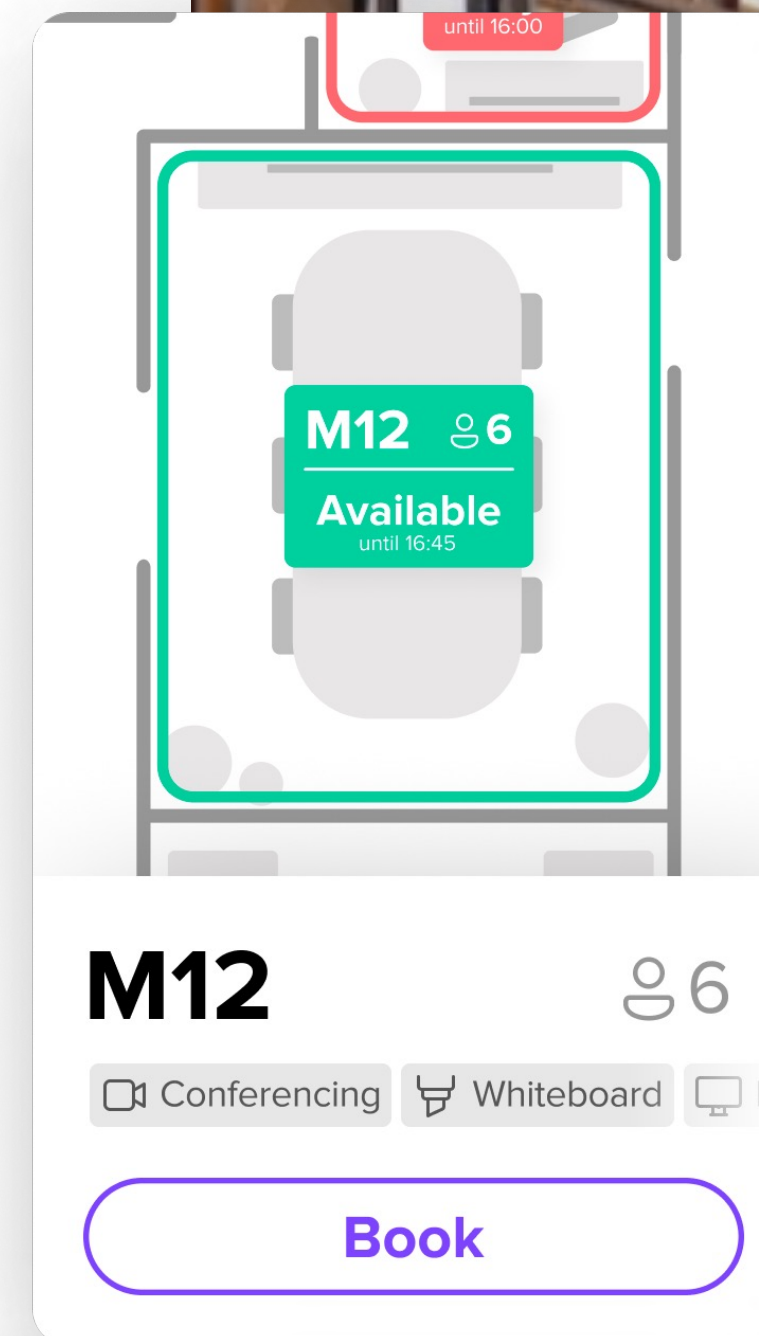 until 16:00
M12 6
Available
until 16:45
M12 6
Conferencing Whiteboard
Book